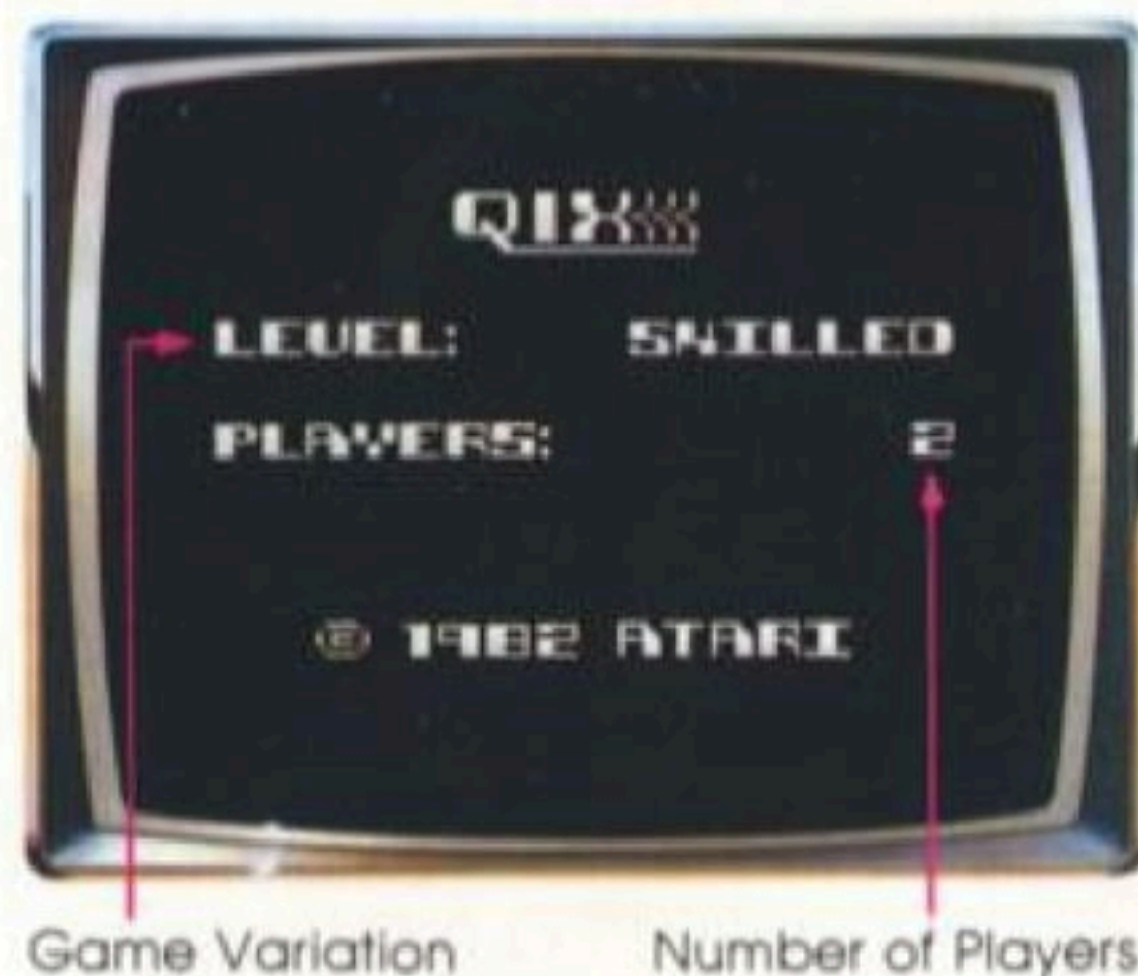 QIX
LEVEL: SKILLED
PLAYERS: 2
© 1982 ATARI
Game Variation Number of Players